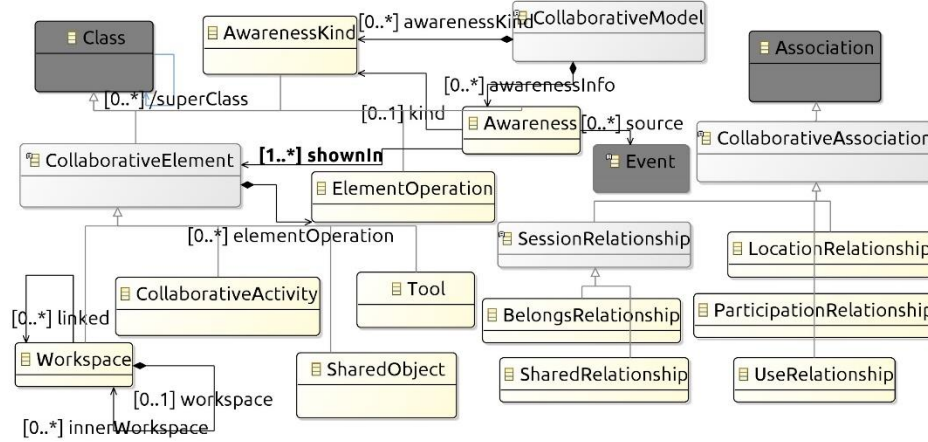 Class
AwarenessKind
[0..*] awarenessKind
CollaborativeModel
Association
[0..*] /superClass
[0..*] awarenessInfo
[0..1] kind
Awareness
[0..*] source
CollaborativeAssociation
CollaborativeElement
[1..*] shownIn
Event
ElementOperation
[0..*] elementOperation
SessionRelationship
LocationRelationship
CollaborativeActivity
Tool
BelongsRelationship
ParticipationRelationship
[0..*] linked
Workspace
SharedObject
SharedRelationship
UseRelationship
[0..1] workspace
[0..*] innerWorkspace